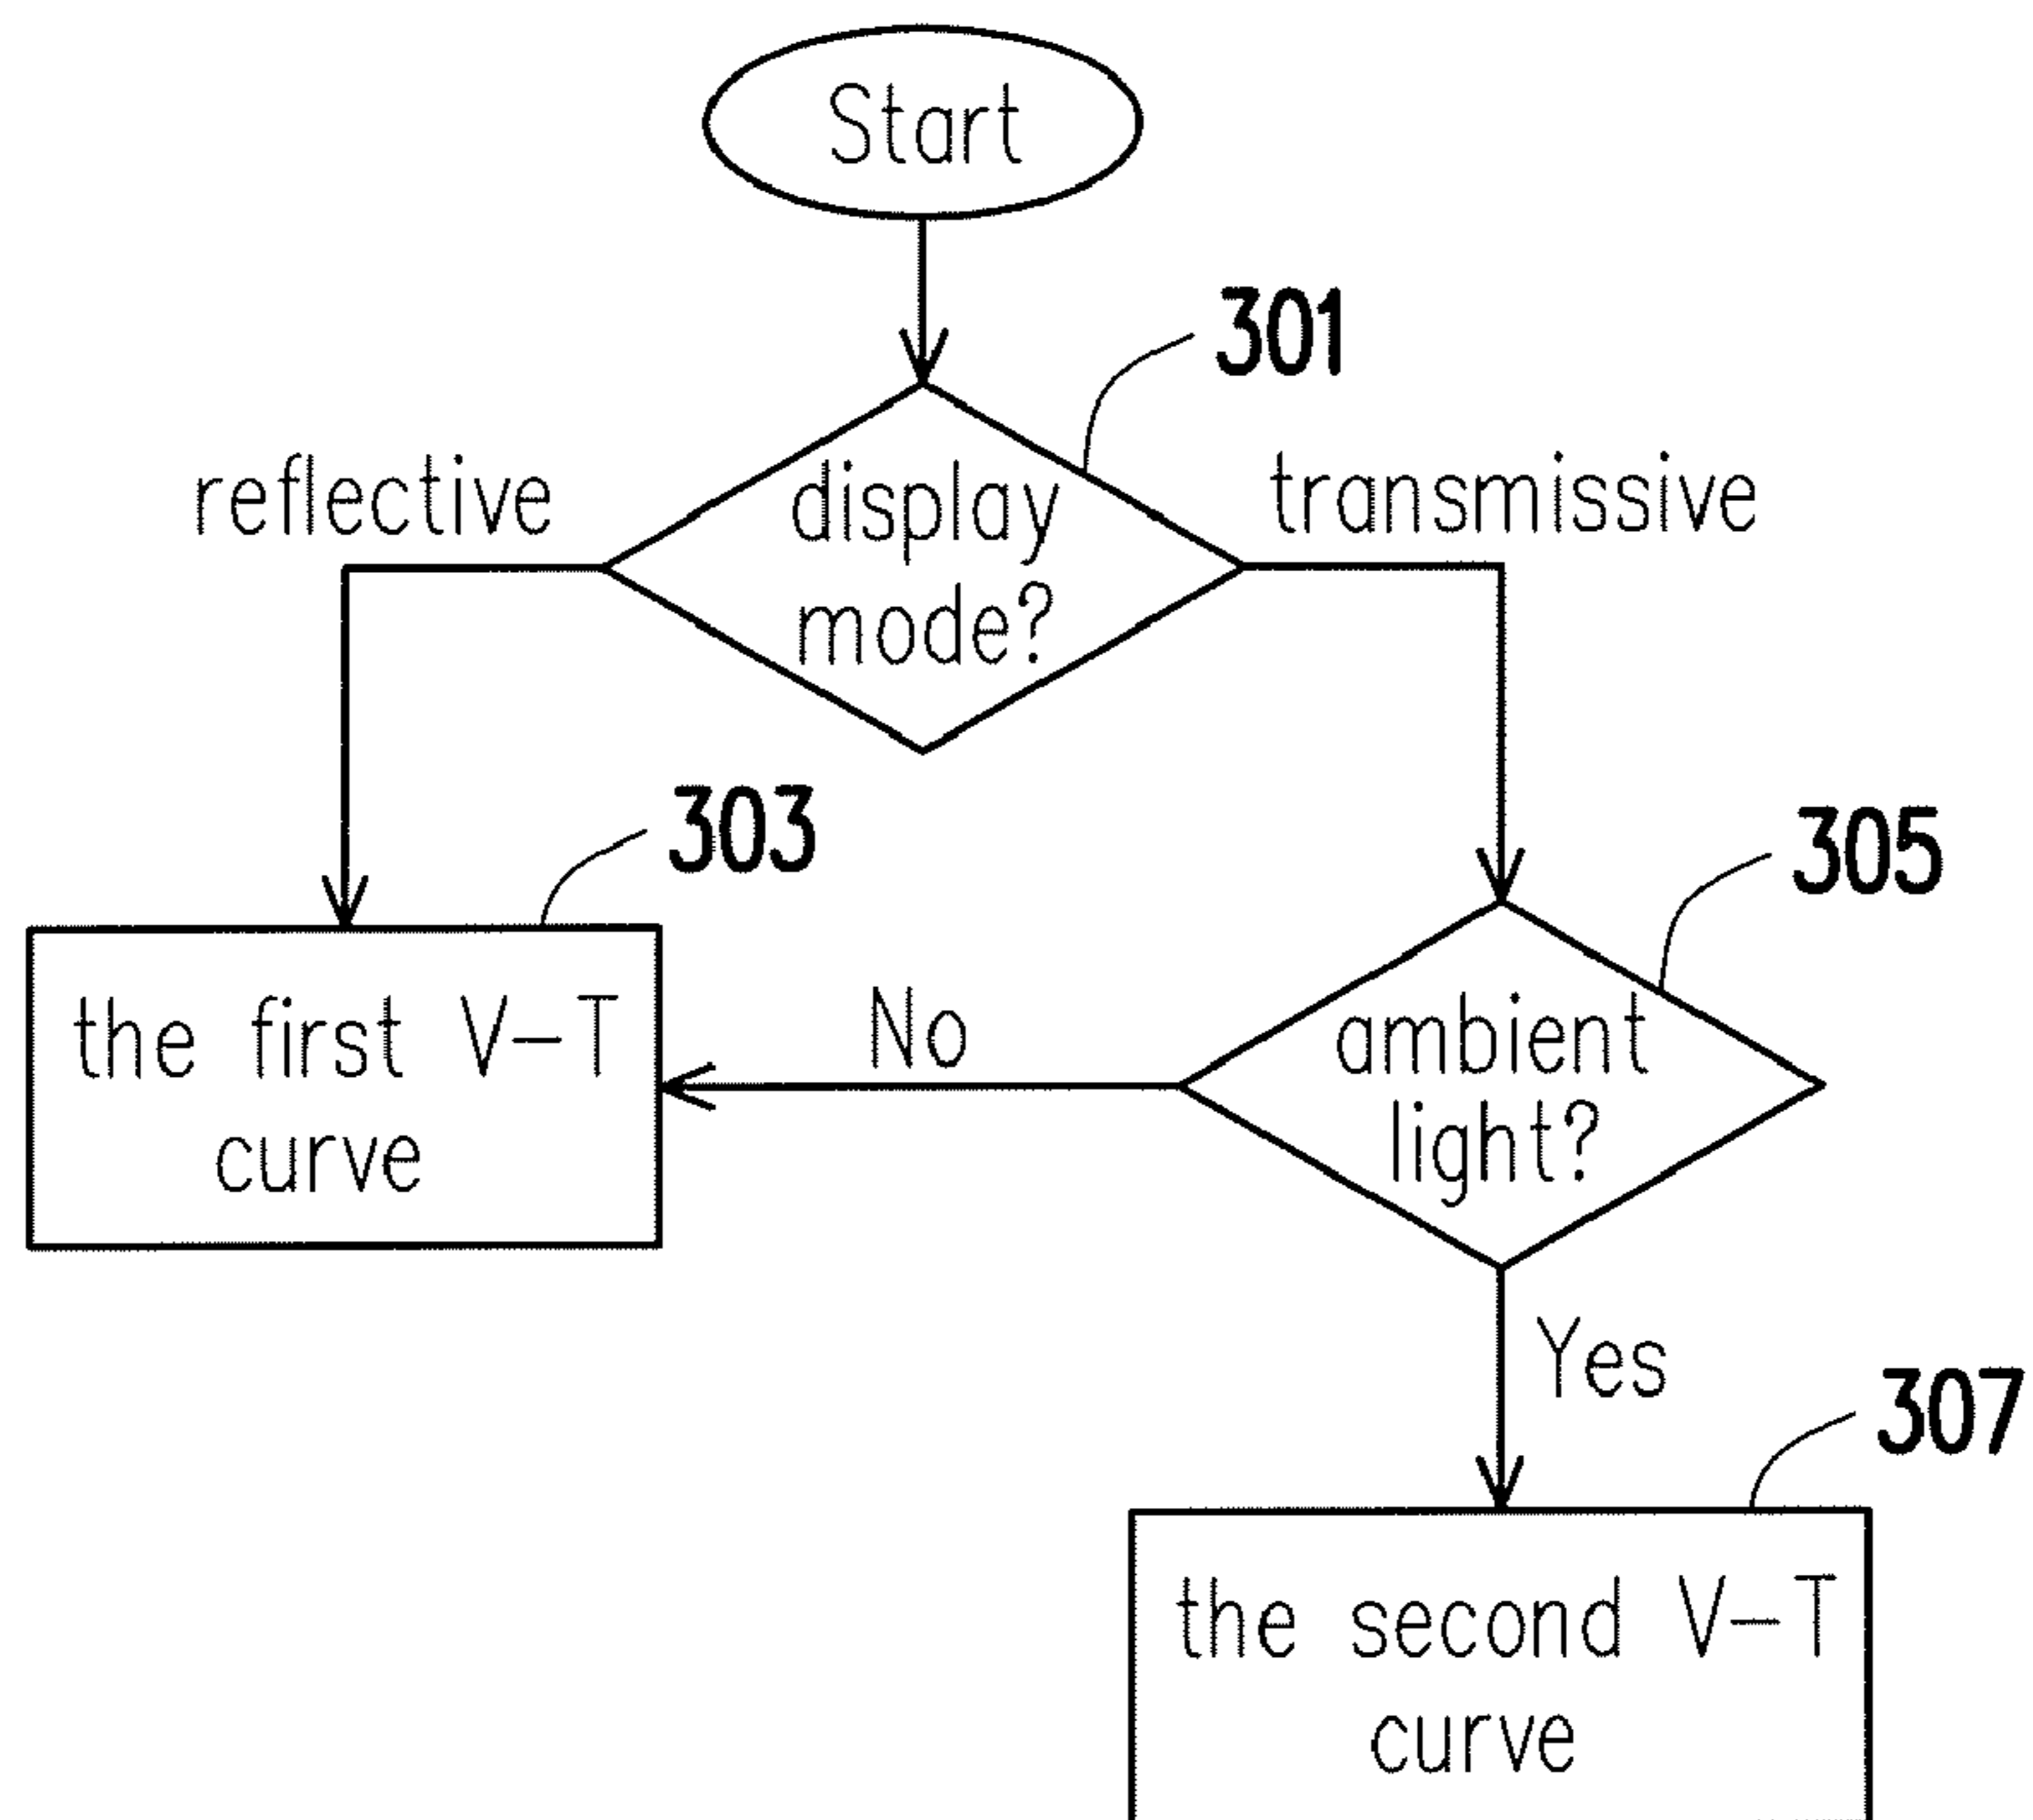 Start
301
reflective
display
mode?
transmissive
303
305
the first V-T
curve
No
ambient
light?
Yes
307
the second V-T
curve